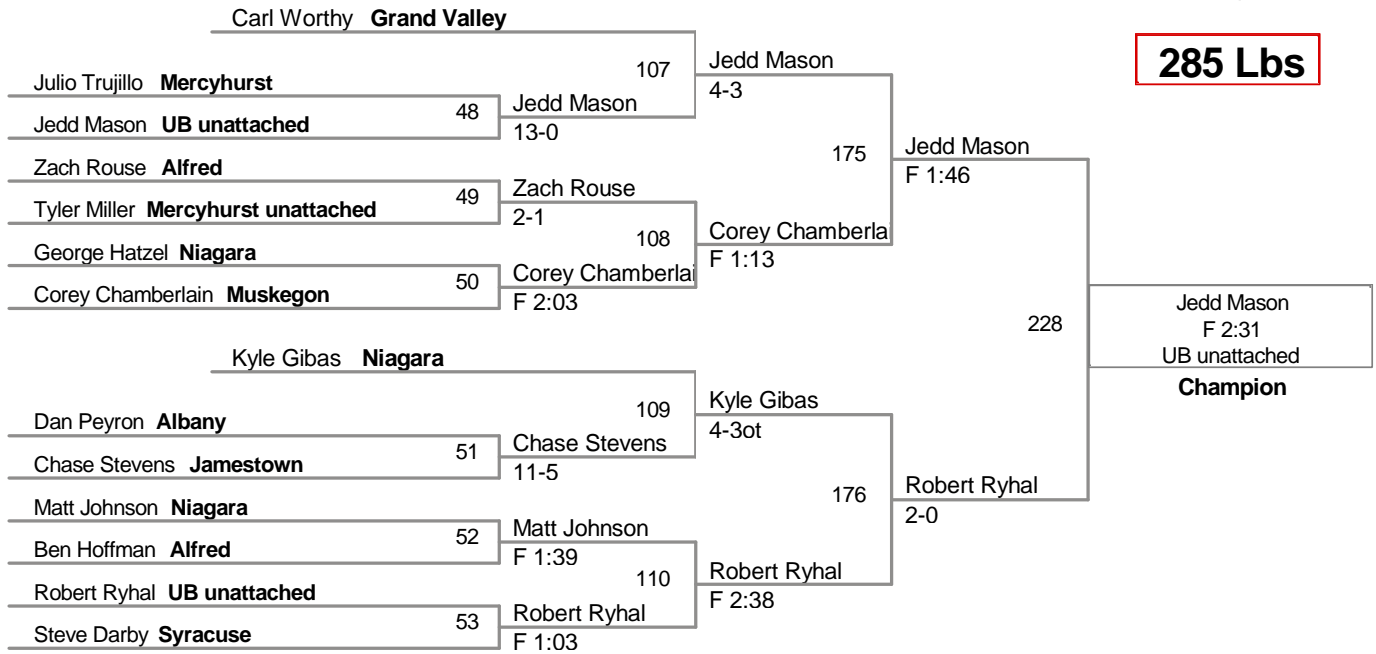 Carl Worthy Grand Valley
285 Lbs
107
Jedd Mason
4-3
Julio Trujillo Mercyhurst
48
Jedd Mason
13-0
Jedd Mason UB unattached
175
Jedd Mason
F 1:46
Zach Rouse Alfred
49
Zach Rouse
2-1
Tyler Miller Mercyhurst unattached
108
Corey Chamberlai
F 1:13
George Hatzel Niagara
50
Corey Chamberlai
F 2:03
Corey Chamberlain Muskegon
228
Jedd Mason
F 2:31
UB unattached
Champion
Kyle Gibas Niagara
109
Kyle Gibas
4-3ot
Dan Peyron Albany
51
Chase Stevens
11-5
Chase Stevens Jamestown
176
Robert Ryhal
2-0
Matt Johnson Niagara
52
Matt Johnson
F 1:39
Ben Hoffman Alfred
110
Robert Ryhal
F 2:38
Robert Ryhal UB unattached
53
Robert Ryhal
F 1:03
Steve Darby Syracuse